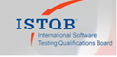 ISTQB
International Software
Testing Qualifications Board